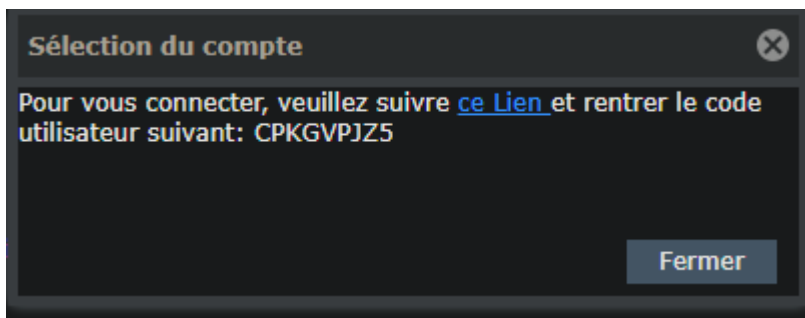 Sélection du compte
Pour vous connecter, veuillez suivre ce Lien et rentrer le code
utilisateur suivant: CPKGVPJZ5
Fermer